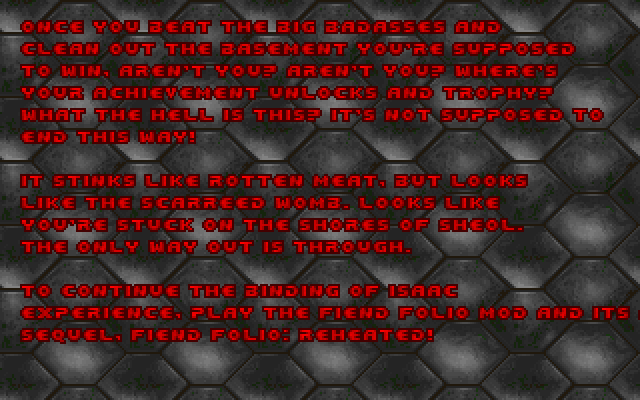 ONCE YOU BEAT THE BIG BADASSES AND
CLEAN OUT THE BASEMENT YOU'RE SUPPOSED
TO WIN, AREN'T YOU? AREN'T YOU? WHERE'S
YOUR ACHIEVEMENT UNLOCKS AND TROPHY?
WHAT THE HELL IS THIS? IT'S NOT SUPPOSED TO
END THIS WAY!
IT STINKS LIKE ROTTEN MEAT, BUT LOOKS
LIKE THE SCARREED WOMB. LOOKS LIKE
YOU'RE STUCK ON THE SHORES OF SHEOL.
THE ONLY WAY OUT IS THROUGH.
TO CONTINUE THE BINDING OF ISAAC
EXPERIENCE, PLAY THE FIEND FOLIO MOD AND ITS
SEQUEL, FIEND FOLIO: REHEATED!